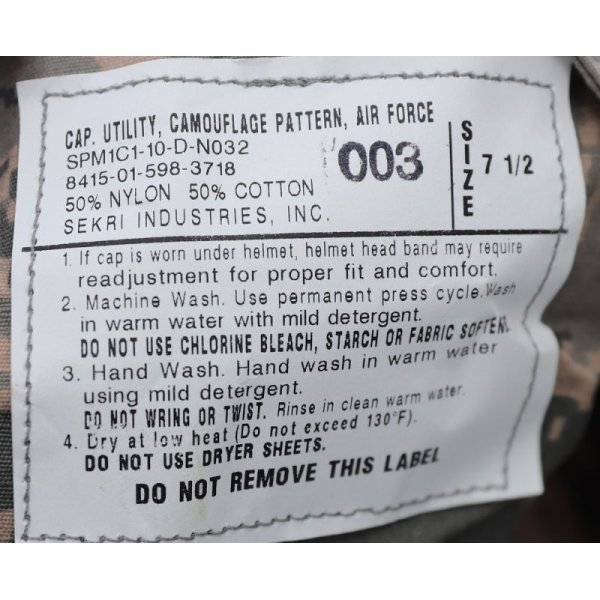 CAP, UTILITY, CAMOUFLAGE PATTERN, AIR FORCE
SPM1C1-10-D-N032
8415-01-598-3718
50% NYLON 50% COTTON
SEKRI INDUSTRIES, INC.
003
SIZE
7 1/2
1. If cap is worn under helmet, helmet head band may require
readjustment for proper fit and comfort.
2. Machine Wash. Use permanent press cycle. Wash
in warm water with mild detergent.
DO NOT USE CHLORINE BLEACH, STARCH OR FABRIC SOFTENER.
3. Hand Wash. Hand wash in warm water
using mild detergent.
DO NOT WRING OR TWIST. Rinse in clean warm water.
4. Dry at low heat (Do not exceed 130°F).
DO NOT USE DRYER SHEETS.
DO NOT REMOVE THIS LABEL